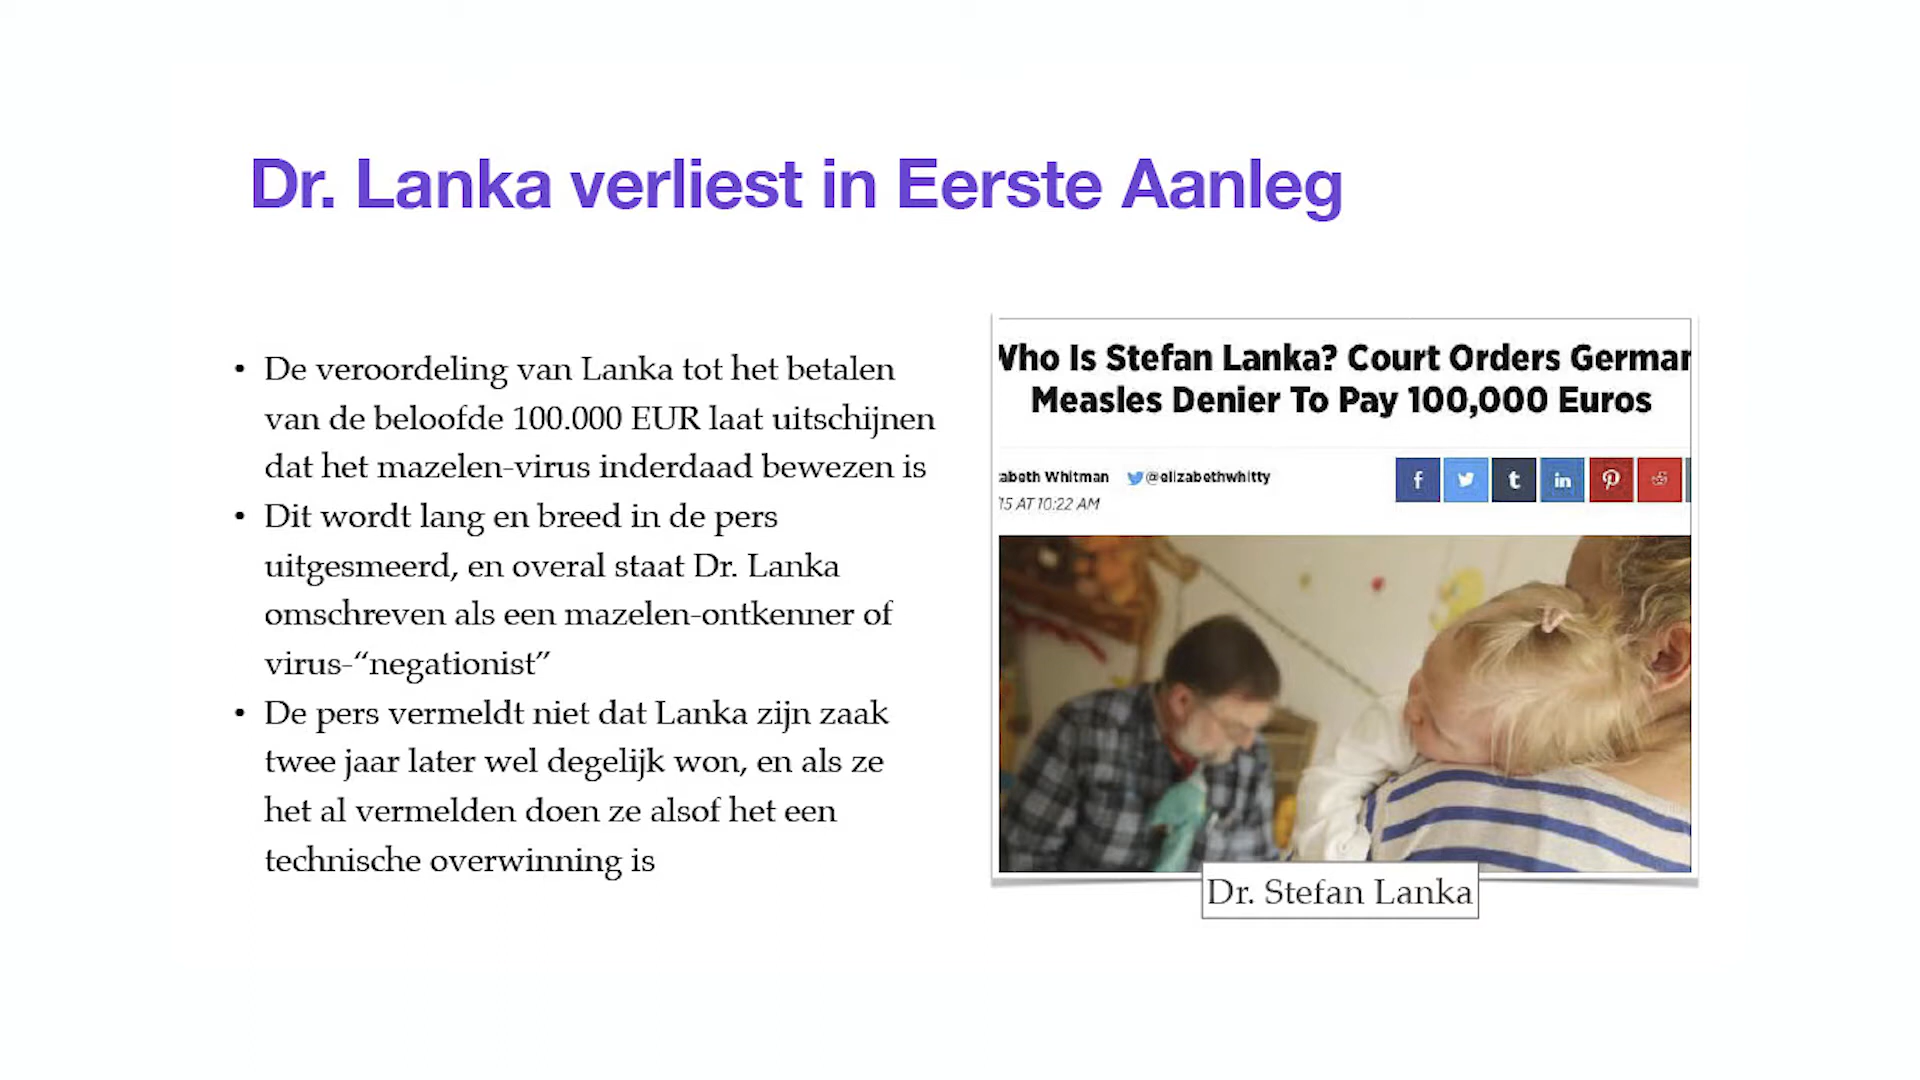 Dr. Lanka verliest in Eerste Aanleg
• De veroordeling van Lanka tot het betalen
van de beloofde 100.000 EUR laat uitschijnen
dat het mazelen-virus inderdaad bewezen is
• Dit wordt lang en breed in de pers
uitgesmeerd, en overal staat Dr. Lanka
omschreven als een mazelen-ontkenner of
virus-“negationist”
• De pers vermeldt niet dat Lanka zijn zaak
twee jaar later wel degelijk won, en als ze
het al vermelden doen ze alsof het een
technische overwinning is
Who Is Stefan Lanka? Court Orders German
Measles Denier To Pay 100,000 Euros
abeth Whitman @elizabethwhitty
15 AT 10:22 AM
Dr. Stefan Lanka